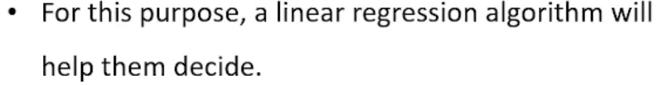 • For this purpose, a linear regression algorithm will
help them decide.